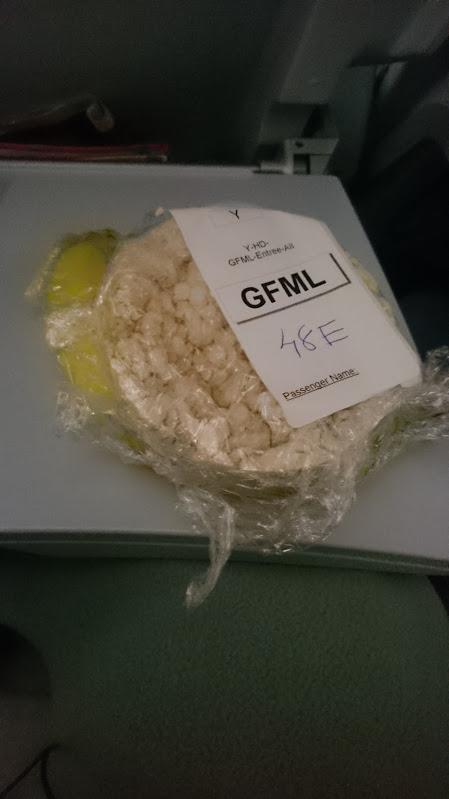 Y
Y-HD-
GFML-Entree-All
GFML
48E
Passenger Name: